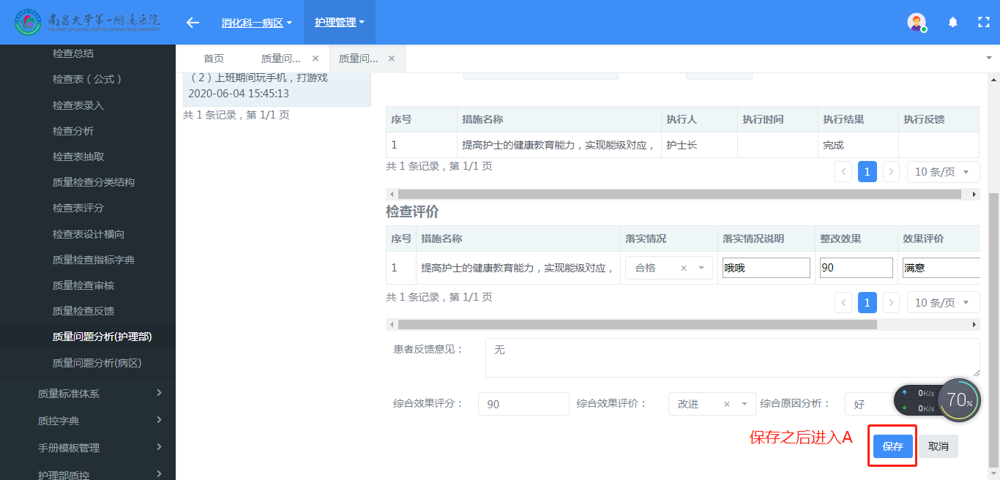 南昌大学第一附属医院
THE FIRST AFFILIATED HOSPITAL OF NANCHANG UNIVERSITY
消化科一病区
护理管理
首页
质量问...
质量问...
检查总结
检查表（公式）
检查表录入
检查分析
检查表抽取
质量检查分类结构
检查表评分
检查表设计横向
质量检查指标字典
质量检查审核
质量检查反馈
质量问题分析(护理部)
质量问题分析(病区)
质量标准体系
质控字典
手册模板管理
护理部质控
（2）上班期间玩手机，打游戏
2020-06-04 15:45:13
共 1 条记录，第 1/1 页
序号 措施名称 执行人 执行时间 执行结果 执行反馈
1 提高护士的健康教育能力，实现能级对应， 护士长 完成
共 1 条记录，第 1/1 页 1 10 条/页
检查评价
序号 措施名称 落实情况 落实情况说明 整改效果 效果评价
1 提高护士的健康教育能力，实现能级对应， 合格 哦哦 90 满意
共 1 条记录，第 1/1 页 1 10 条/页
患者反馈意见： 无
综合效果评分： 90 综合效果评价： 改进 综合原因分析： 好
0K/s
0K/s
70%
保存之后进入A 保存 取消